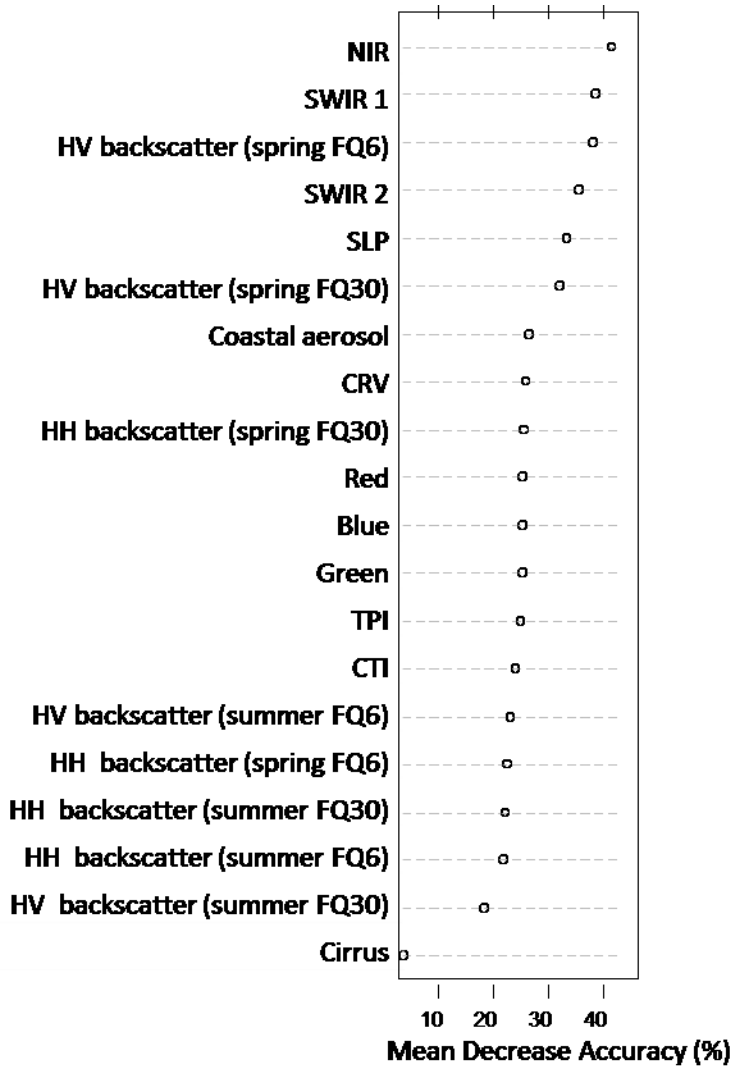 NIR
SWIR 1
HV backscatter (spring FQ6)
SWIR 2
SLP
HV backscatter (spring FQ30)
Coastal aerosol
CRV
HH backscatter (spring FQ30)
Red
Blue
Green
TPI
CTI
HV backscatter (summer FQ6)
HH backscatter (spring FQ6)
HH backscatter (summer FQ30)
HH backscatter (summer FQ6)
HV backscatter (summer FQ30)
Cirrus
10 20 30 40
Mean Decrease Accuracy (%)